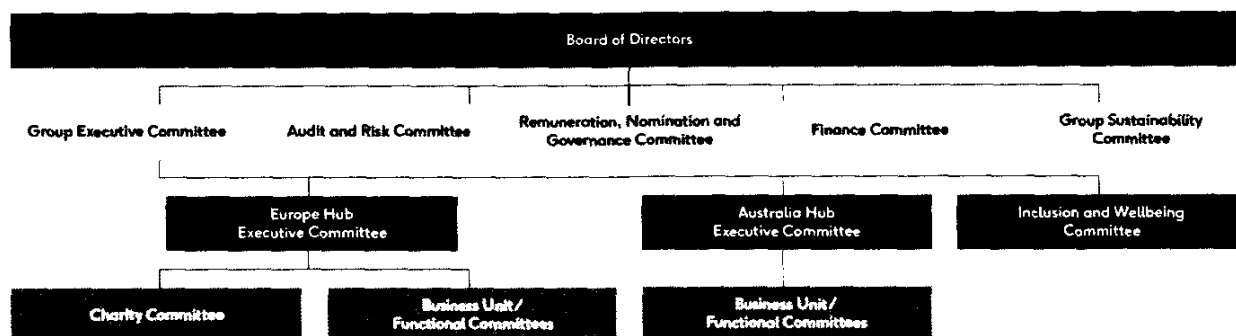 Board of Directors
Group Executive Committee
Audit and Risk Committee
Remuneration, Nomination and
Governance Committee
Finance Committee
Group Sustainability
Committee
Europe Hub
Executive Committee
Australia Hub
Executive Committee
Inclusion and Wellbeing
Committee
Charity Committee
Business Unit/
Functional Committees
Business Unit/
Functional Committees